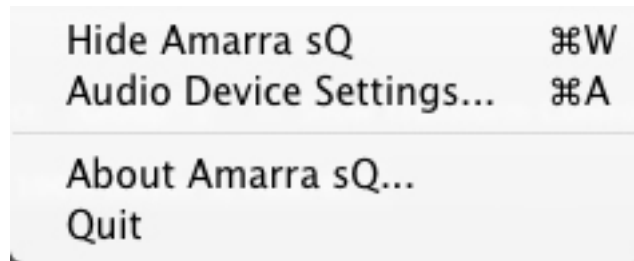 Hide Amarra sQ ⌘W
Audio Device Settings... ⌘A
About Amarra sQ...
Quit